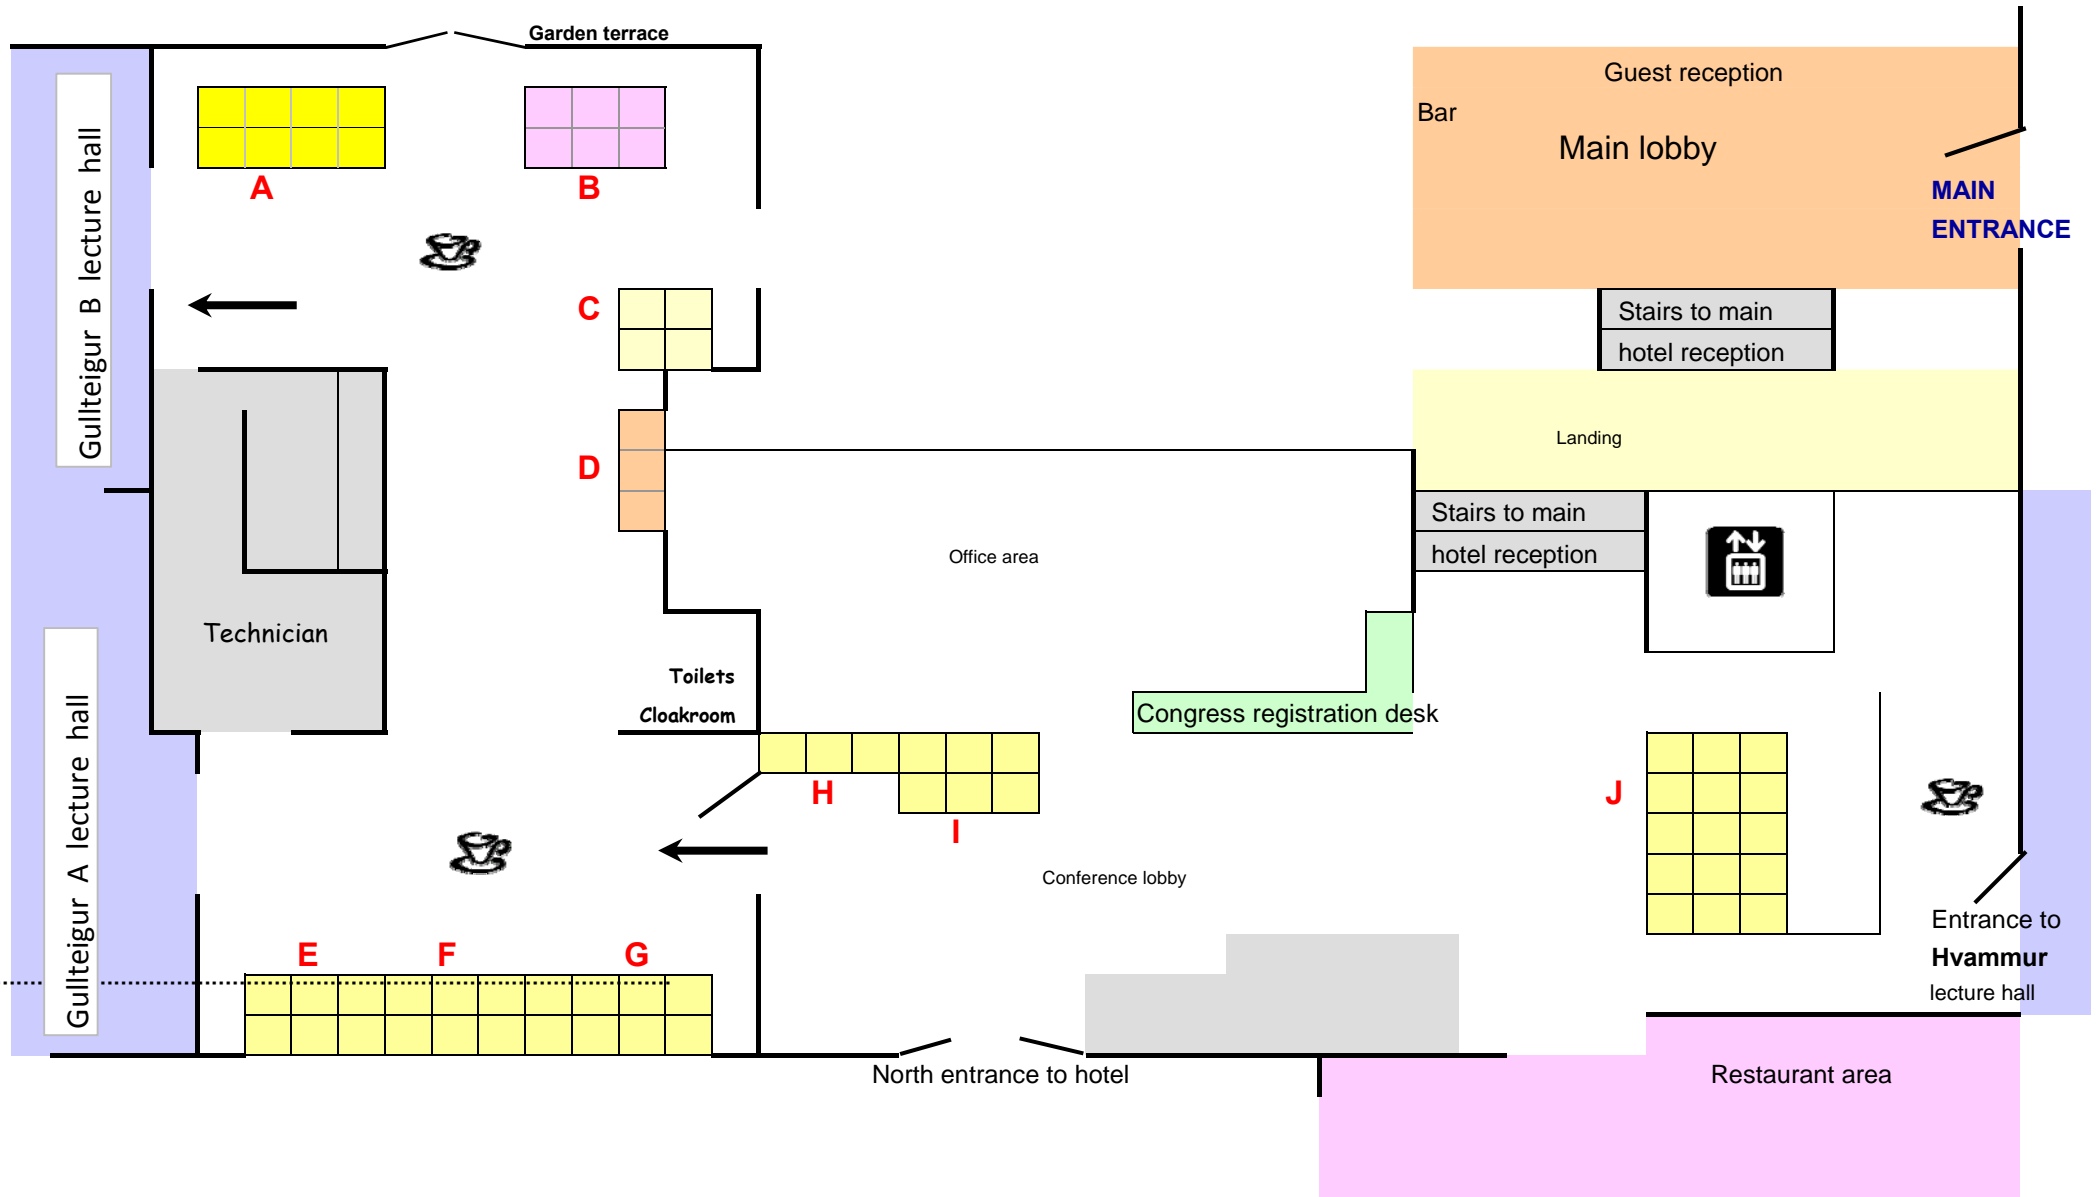 Garden terrace
Guest reception
Bar
Main lobby
MAIN
ENTRANCE
Gullteigur B lecture hall
A
B
C
Stairs to main
hotel reception
Landing
D
Stairs to main
hotel reception
Office area
Technician
Toilets
Cloakroom
Congress registration desk
H
I
J
Conference lobby
Gullteigur A lecture hall
E
F
G
Entrance to
Hvammur
lecture hall
North entrance to hotel
Restaurant area